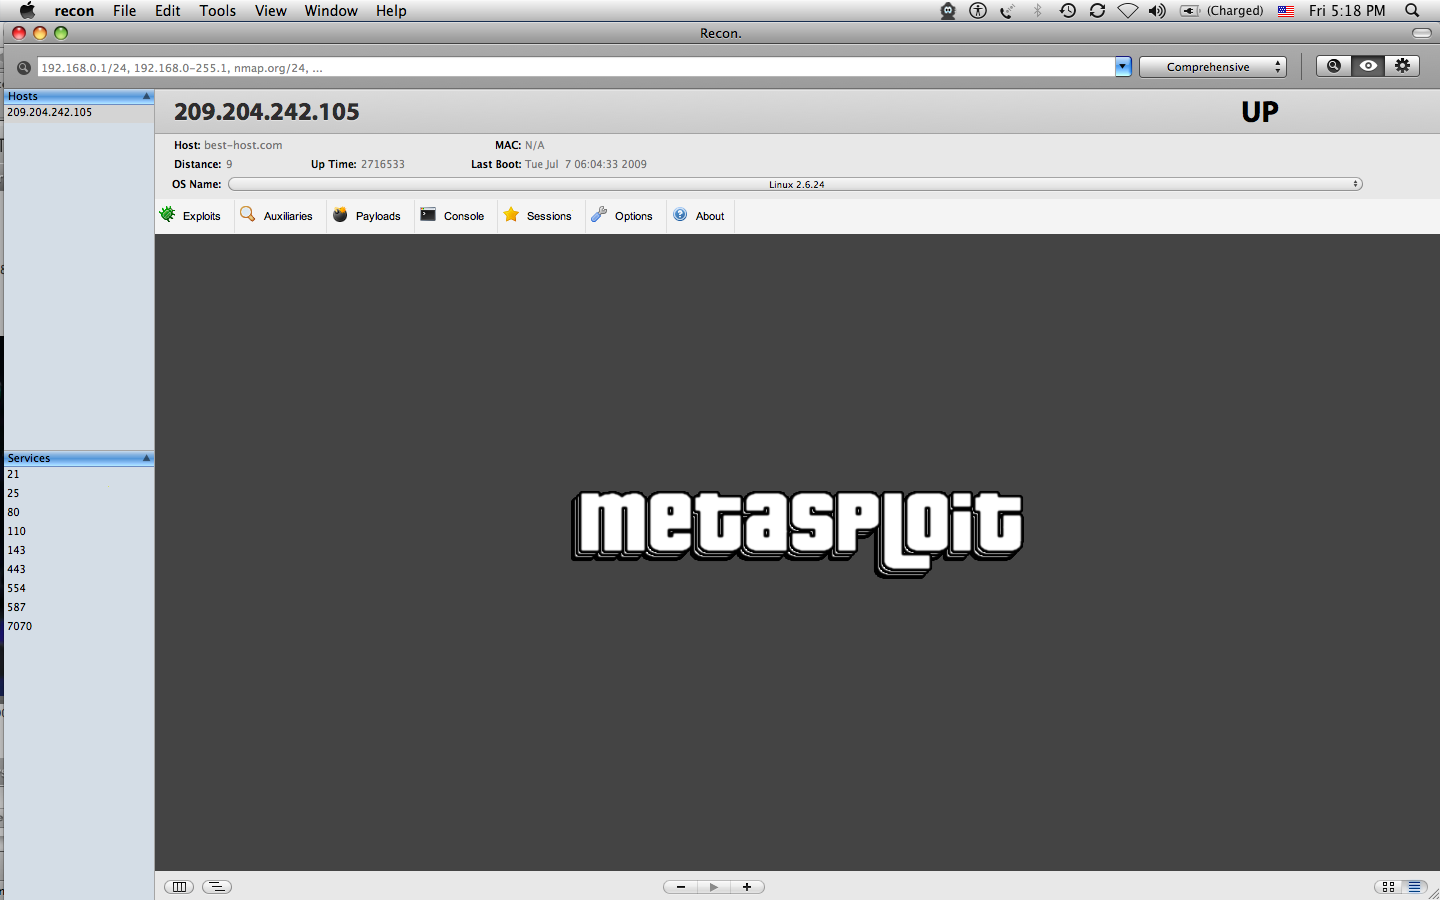 recon File Edit Tools View Window Help (Charged) Fri 5:18 PM
Recon.
192.168.0.1/24, 192.168.0-255.1, nmap.org/24, ... Comprehensive
Hosts
209.204.242.105
209.204.242.105 UP
Host: best-host.com MAC: N/A
Distance: 9 Up Time: 2716533 Last Boot: Tue Jul 7 06:04:33 2009
OS Name: Linux 2.6.24
Exploits Auxiliaries Payloads Console Sessions Options About
metasploit
Services
21
25
80
110
143
443
554
587
7070